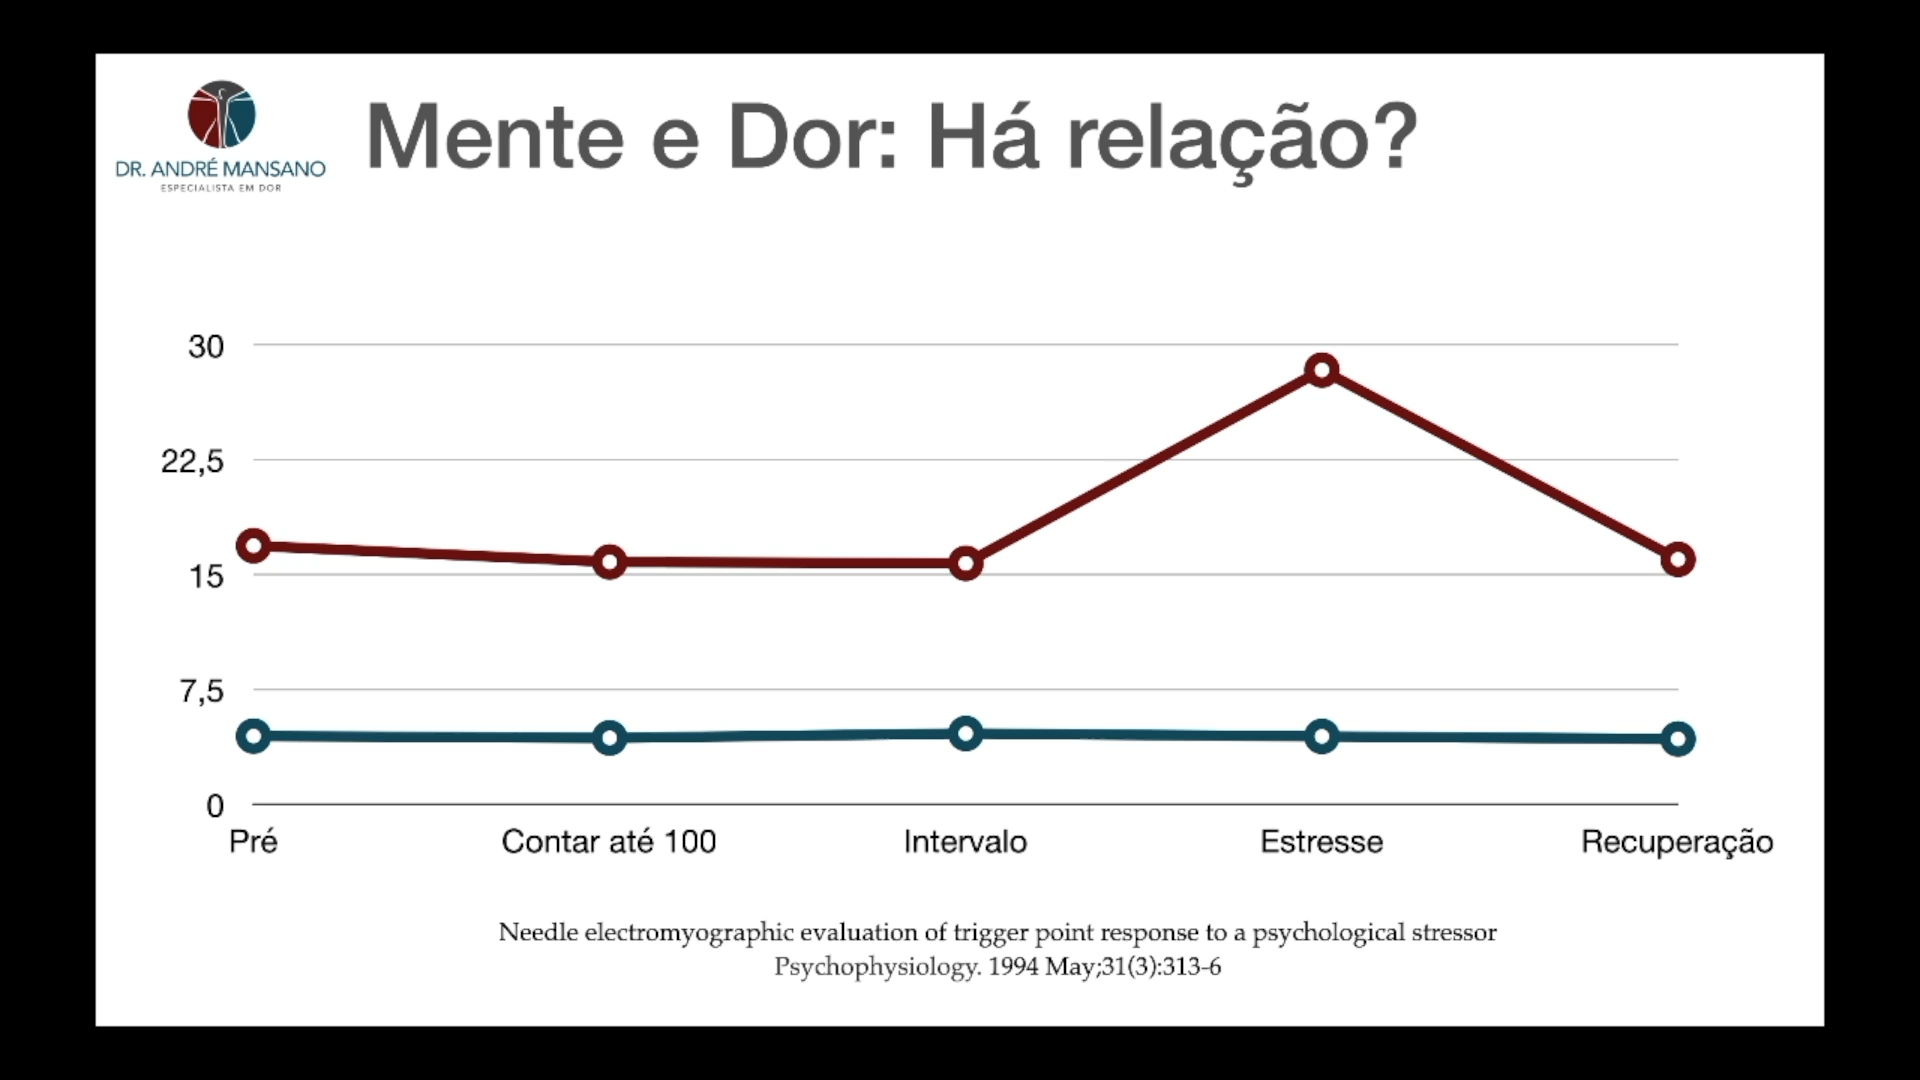 DR. ANDRÉ MANSANO
ESPECIALISTA EM DOR
Mente e Dor: Há relação?
30
22,5
15
7,5
0
Pré Contar até 100 Intervalo Estresse Recuperação
Needle electromyographic evaluation of trigger point response to a psychological stressor
Psychophysiology. 1994 May;31(3):313-6